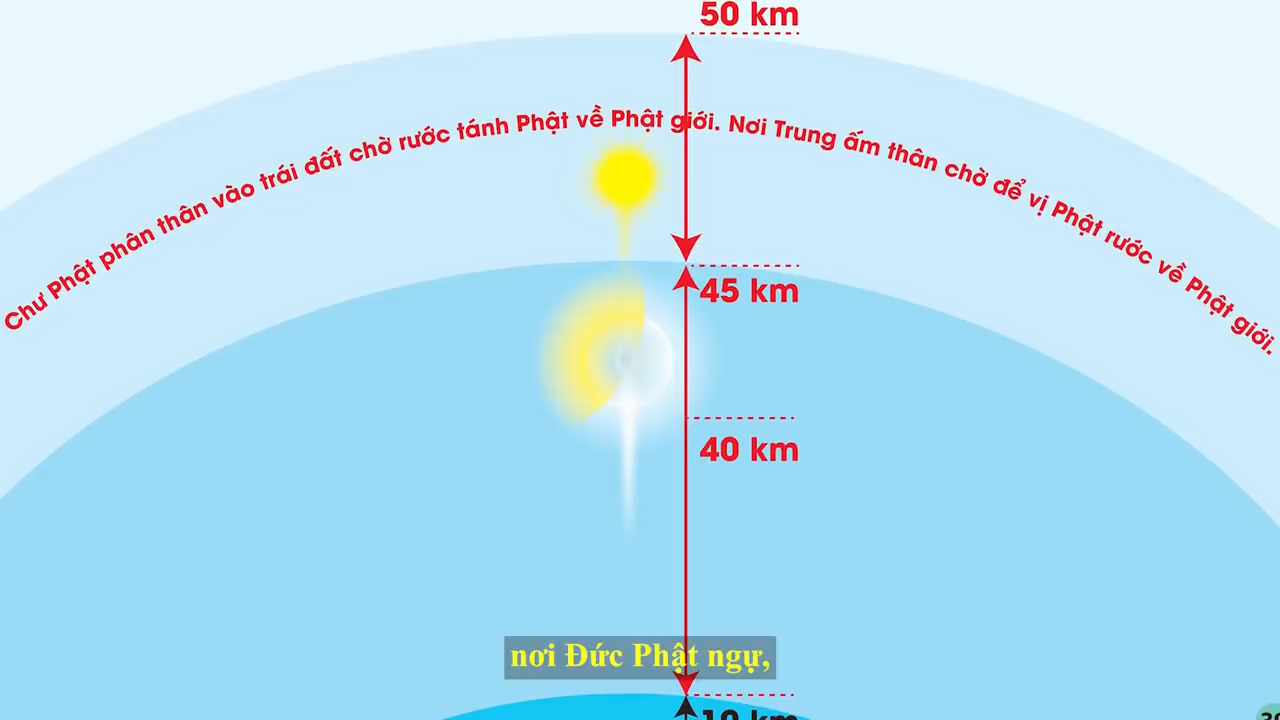 50 km
Chư Phật phân thân vào trái đất chờ rước tánh Phật về Phật giới. Nơi Trung ấm thân chờ để vị Phật rước về Phật giới.
45 km
40 km
nơi Đức Phật ngự,